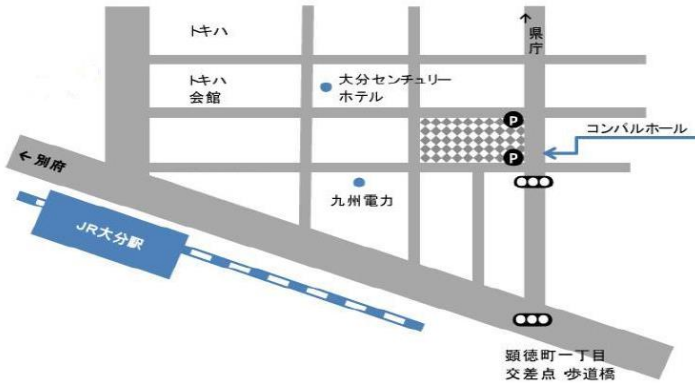 トキハ
↑
県庁
トキハ
会館
大分センチュリー
ホテル
P
コンパルホール
P
←別府
九州電力
JR大分駅
顕徳町一丁目
交差点 歩道橋